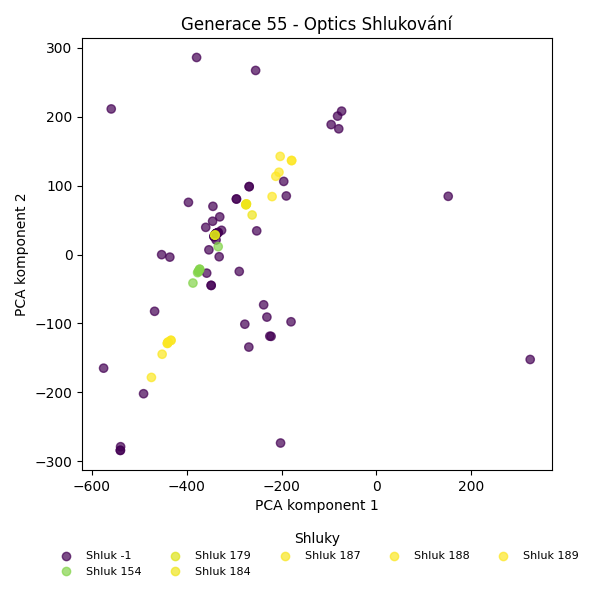 Generace 55 - Optics Shlukování
300
200
100
0
−100
−200
−300
PCA komponent 2
−600 −400 −200 0 200
PCA komponent 1
Shluky
Shluk -1 Shluk 179 Shluk 187 Shluk 188 Shluk 189
Shluk 154 Shluk 184